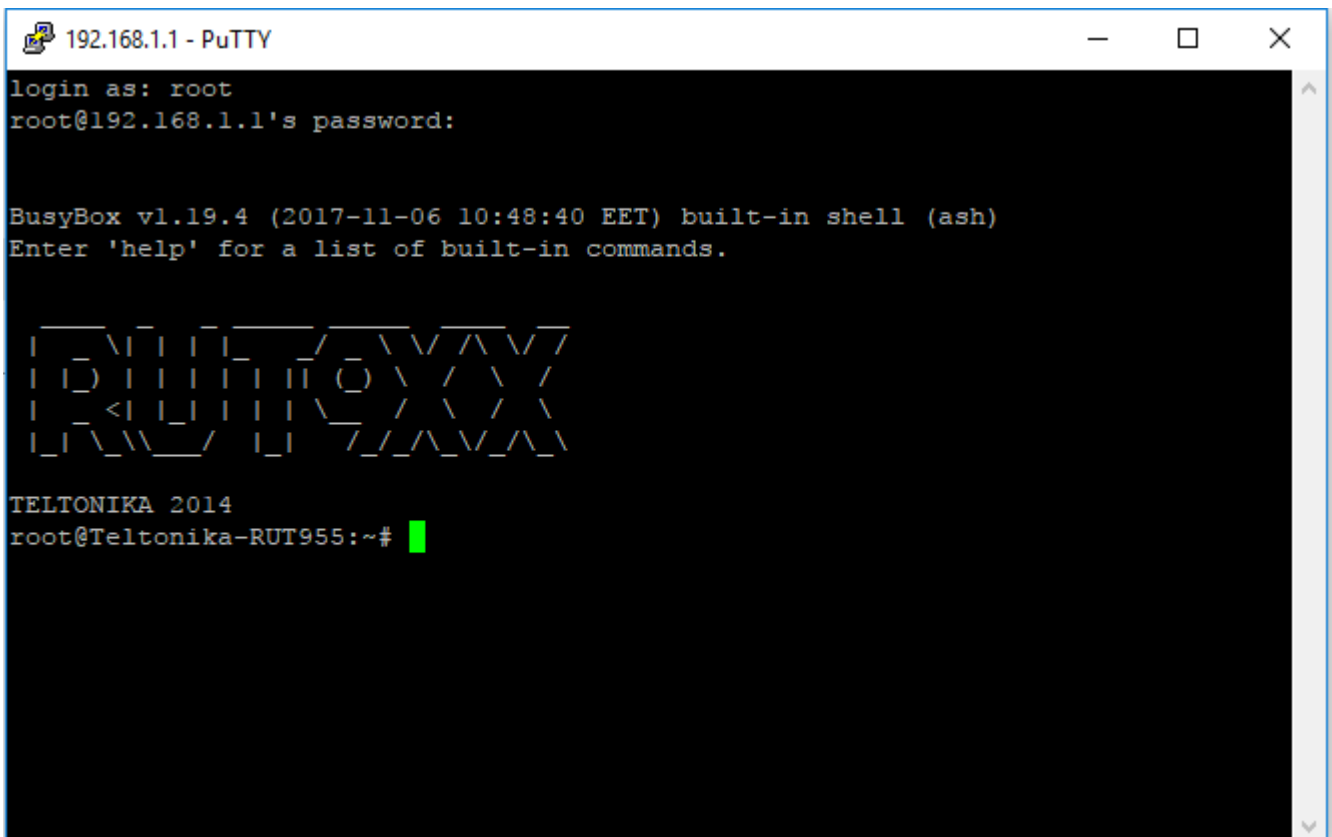 192.168.1.1 - PuTTY
login as: root
root@192.168.1.1's password:
BusyBox v1.19.4 (2017-11-06 10:48:40 EET) built-in shell (ash)
Enter 'help' for a list of built-in commands.
RUT9XX
TELTONIKA 2014
root@Teltonika-RUT955:~#